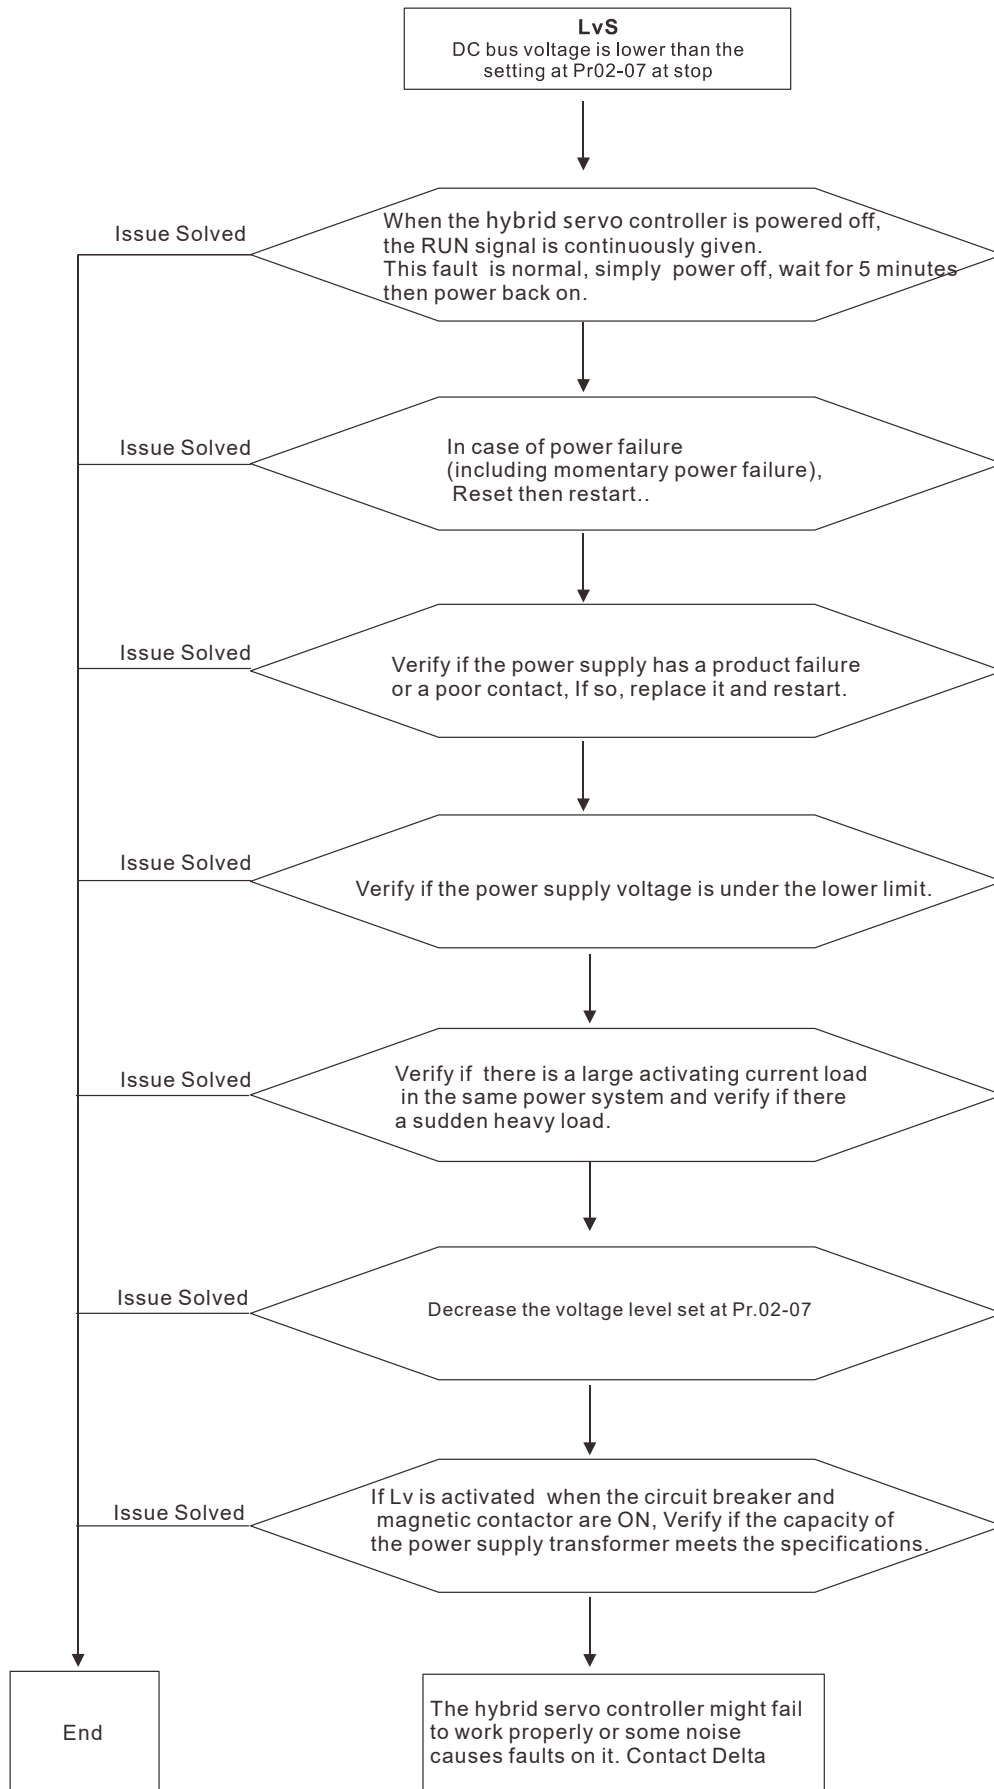 LvS
DC bus voltage is lower than the
setting at Pr02-07 at stop
Issue Solved
When the hybrid servo controller is powered off,
the RUN signal is continuously given.
This fault is normal, simply power off, wait for 5 minutes
then power back on.
Issue Solved
In case of power failure
(including momentary power failure),
Reset then restart..
Issue Solved
Verify if the power supply has a product failure
or a poor contact, If so, replace it and restart.
Issue Solved
Verify if the power supply voltage is under the lower limit.
Issue Solved
Verify if there is a large activating current load
in the same power system and verify if there
a sudden heavy load.
Issue Solved
Decrease the voltage level set at Pr.02-07
Issue Solved
If Lv is activated when the circuit breaker and
magnetic contactor are ON, Verify if the capacity of
the power supply transformer meets the specifications.
End
The hybrid servo controller might fail
to work properly or some noise
causes faults on it. Contact Delta